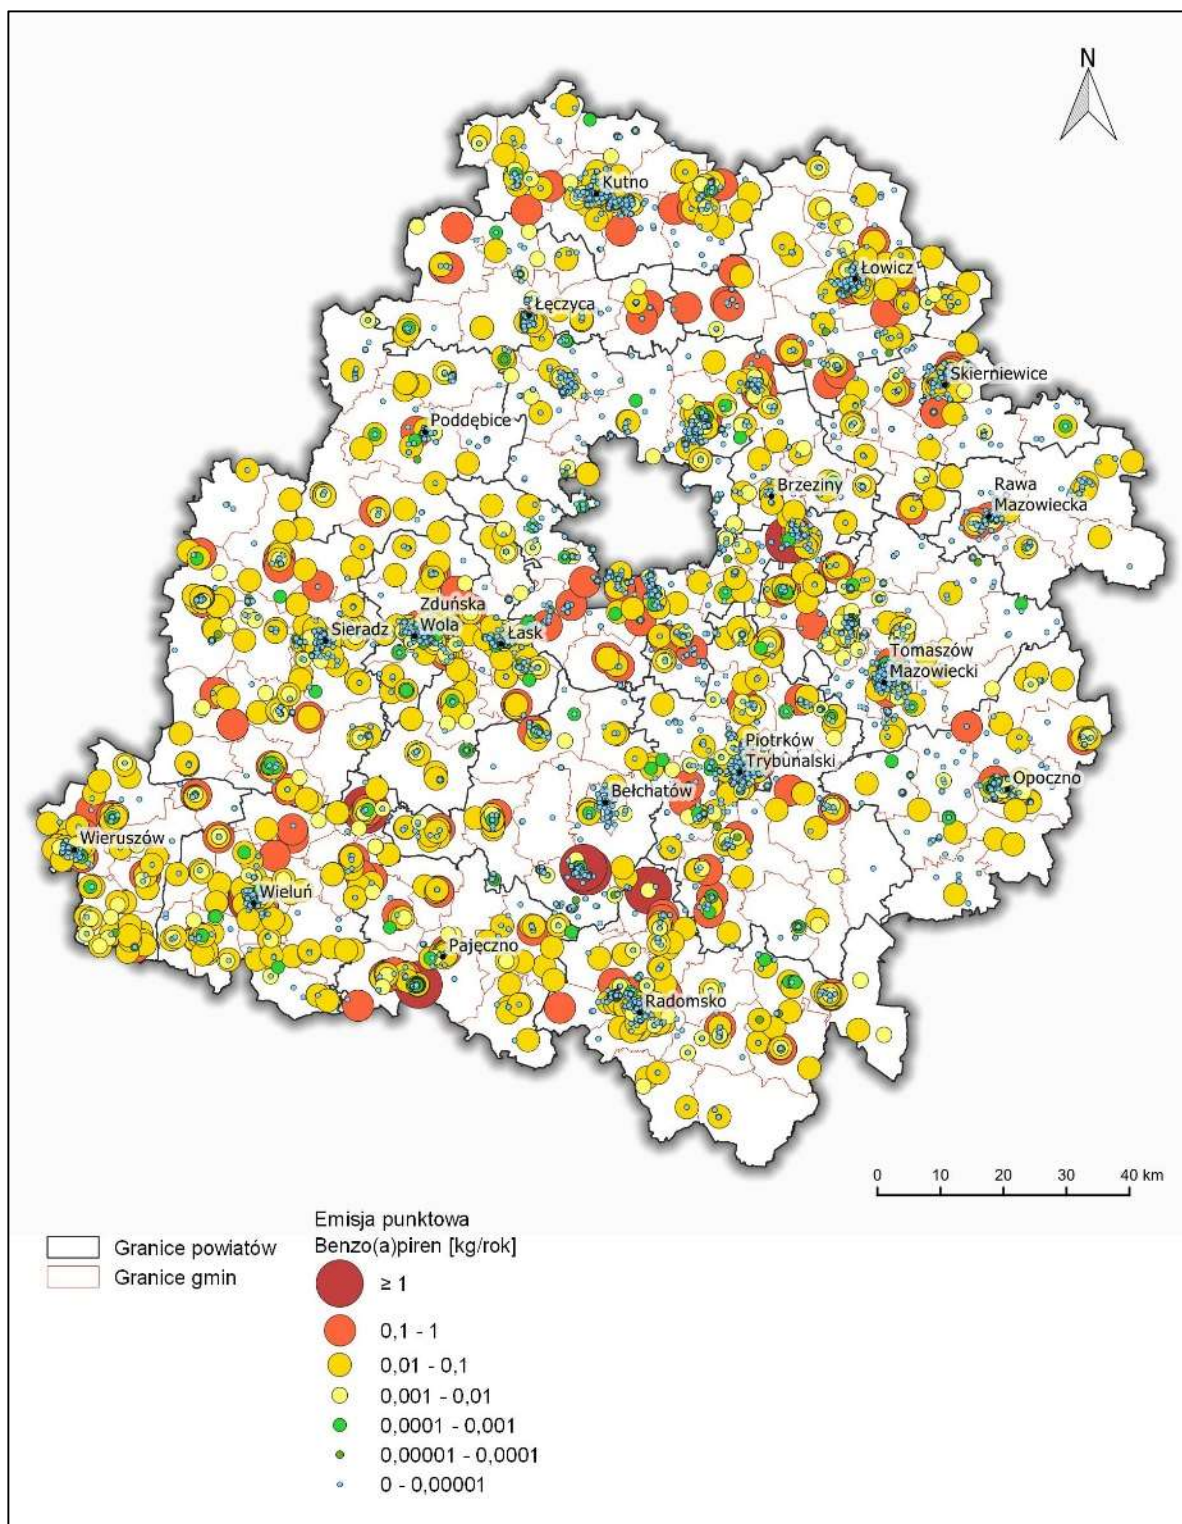 N
Kutno
Łowicz
Łęczyca
Skierniewice
Poddębice
Brzeziny
Rawa
Mazowiecka
Zduńska
Wola
Sieradz
Łask
Tomaszów
Mazowiecki
Piotrków
Trybunalski
Bełchatów
Opoczno
Wieruszów
Wieluń
Pajęczno
Radomsko
0 10 20 30 40 km
Emisja punktowa
Benzo(a)piren [kg/rok]
Granice powiatów
Granice gmin
≥ 1
0,1 - 1
0,01 - 0,1
0,001 - 0,01
0,0001 - 0,001
0,00001 - 0,0001
0 - 0,00001